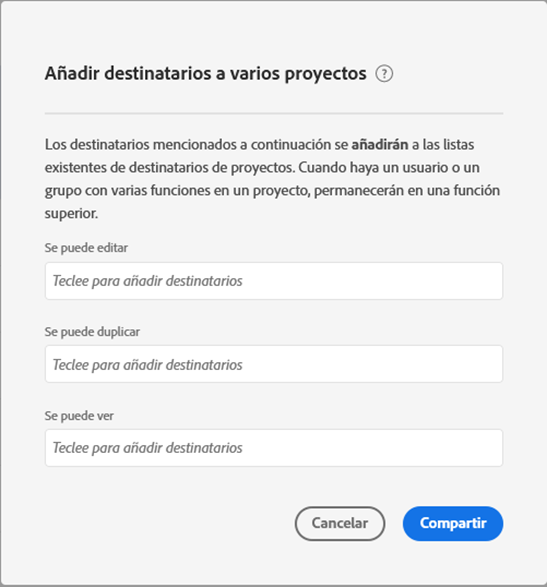 Añadir destinatarios a varios proyectos ?
Los destinatarios mencionados a continuación se añadirán a las listas
existentes de destinatarios de proyectos. Cuando haya un usuario o un
grupo con varias funciones en un proyecto, permanecerán en una función
superior.
Se puede editar
Teclee para añadir destinatarios
Se puede duplicar
Teclee para añadir destinatarios
Se puede ver
Teclee para añadir destinatarios
Cancelar Compartir